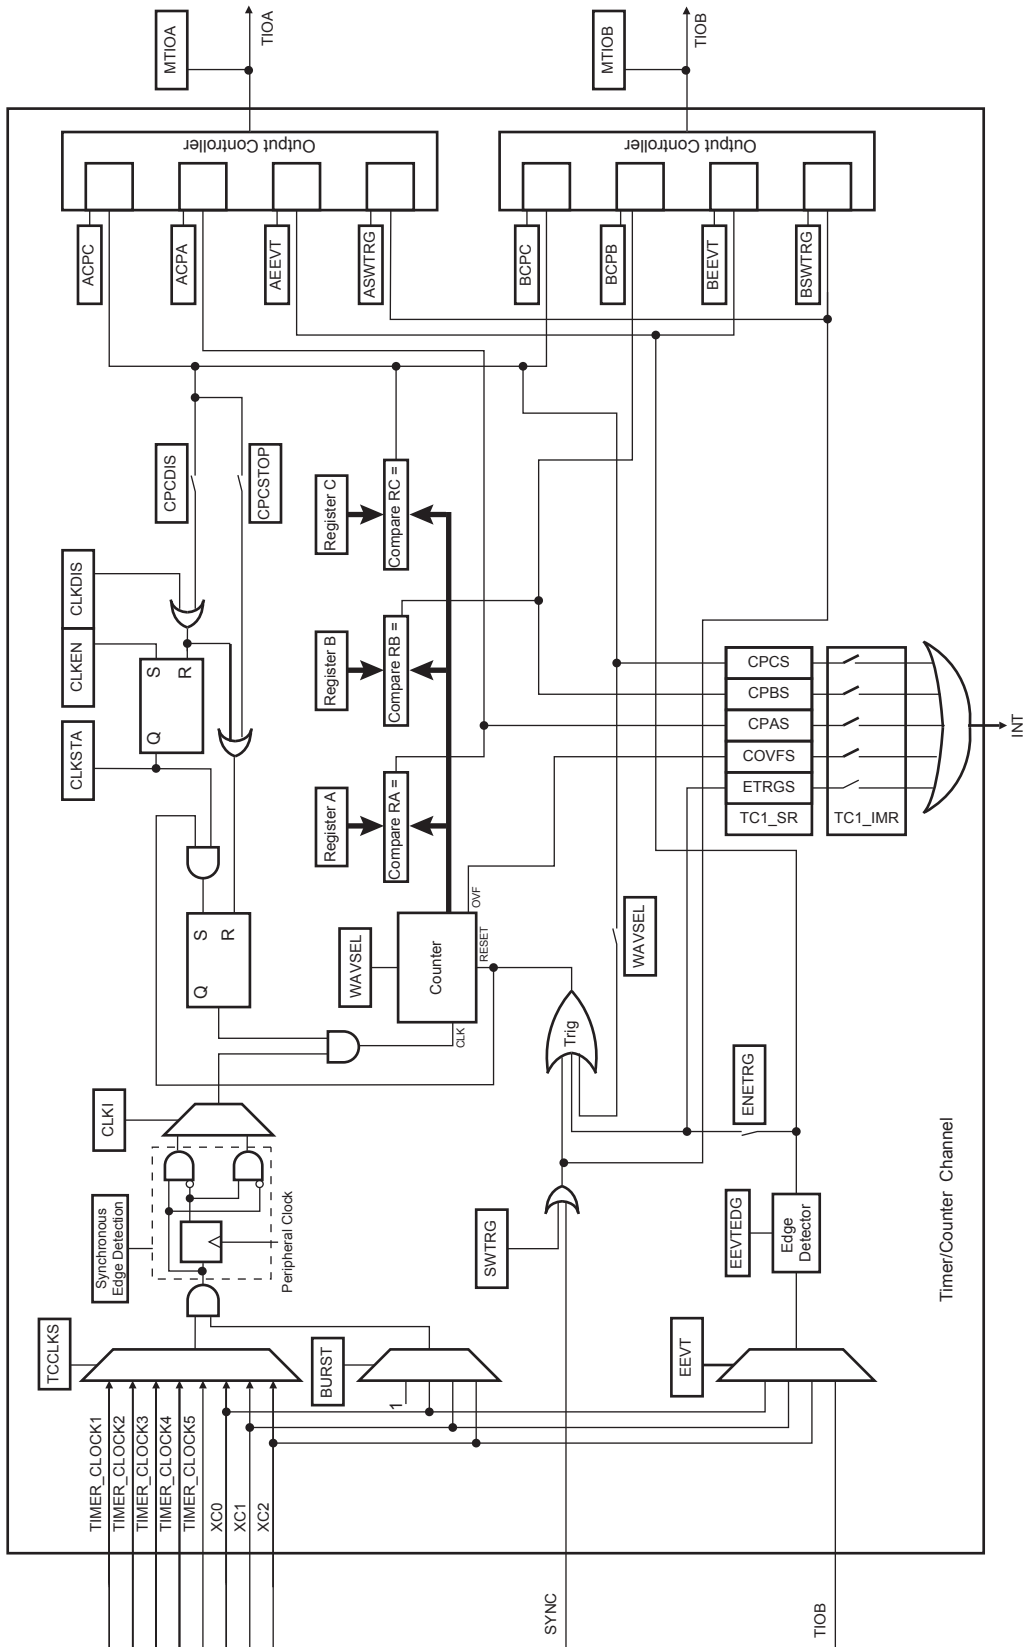 TIMER_CLOCK1
TIMER_CLOCK2
TIMER_CLOCK3
TIMER_CLOCK4
TIMER_CLOCK5
XC0
XC1
XC2
TCCLKS
Synchronous
Edge Detection
CLKI
Peripheral Clock
BURST
1
SYNC
SWTRG
TIOB
EEVT
EEVTEDG
Edge
Detector
ENETRG
Trig
WAVSEL
Q
S
R
CLKSTA
CLKEN
CLKDIS
Q
S
R
CPCDIS
CPCSTOP
WAVSEL
Counter
CLK
RESET
OVF
Register A
Register B
Register C
Compare RA =
Compare RB =
Compare RC =
CPCS
CPBS
CPAS
COVFS
ETRGS
TC1_SR
TC1_IMR
INT
ACPC
ACPA
AEEVT
ASWTRG
Output Controller
MTIOA
TIOA
BCPC
BCPB
BEEVT
BSWTRG
Output Controller
MTIOB
TIOB
Timer/Counter Channel